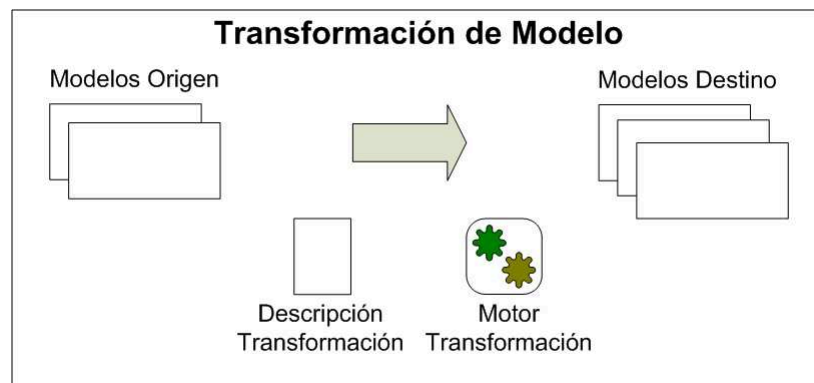 Transformación de Modelo
Modelos Origen
Modelos Destino
Descripción
Transformación
Motor
Transformación